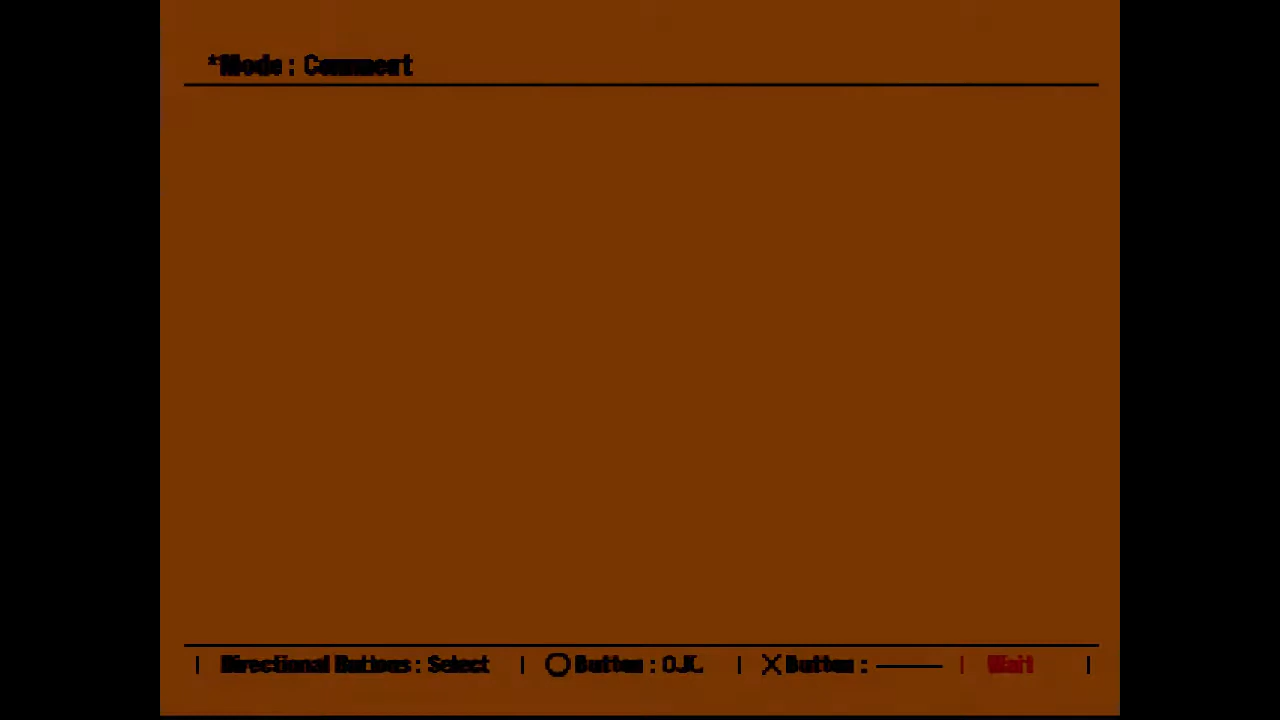 *Mode : Comment
| Directional Buttons : Select | ◯ Button : O.K. | ✕ Button : ―― | Wait |